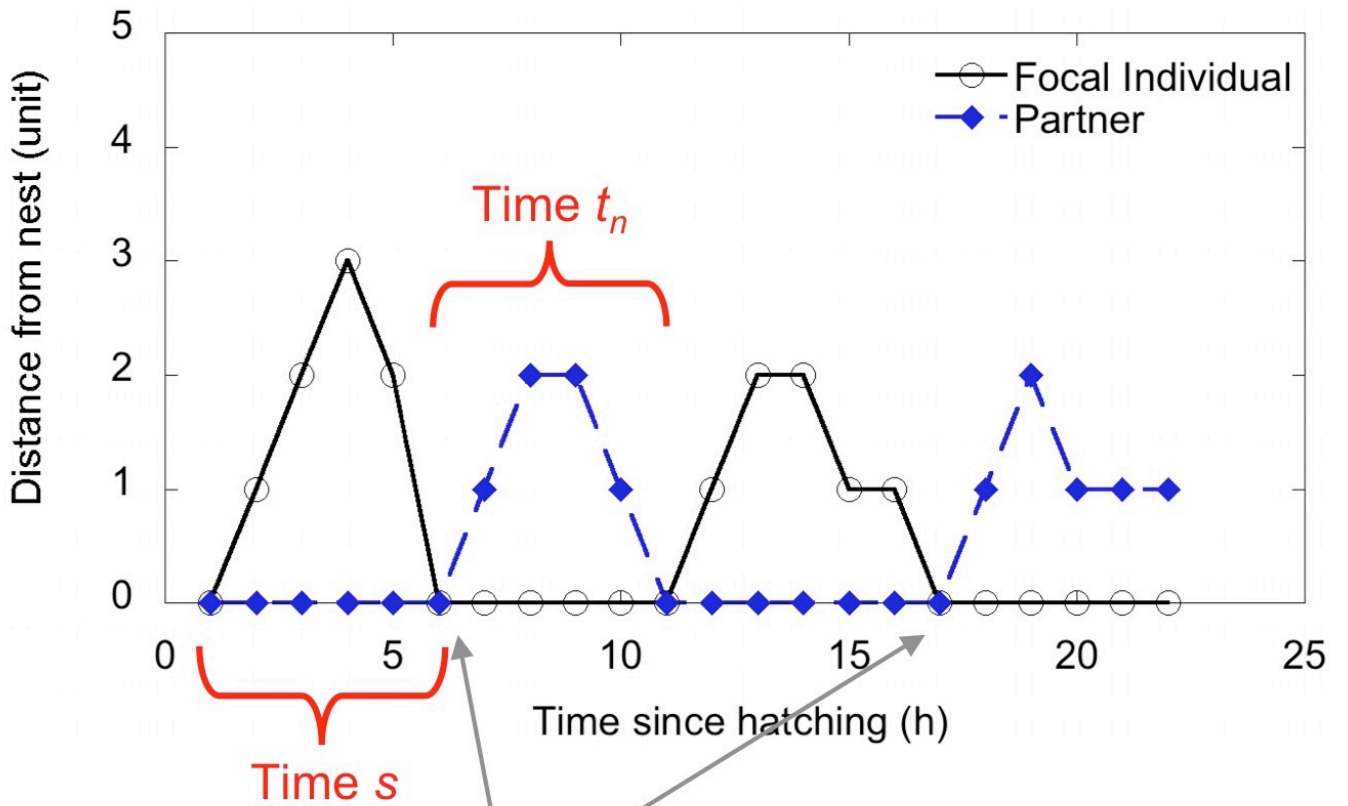 Distance from nest (unit)
5
4
3
2
1
0
Focal Individual
Partner
Time tₙ
0 5 10 15 20 25
Time since hatching (h)
Time s